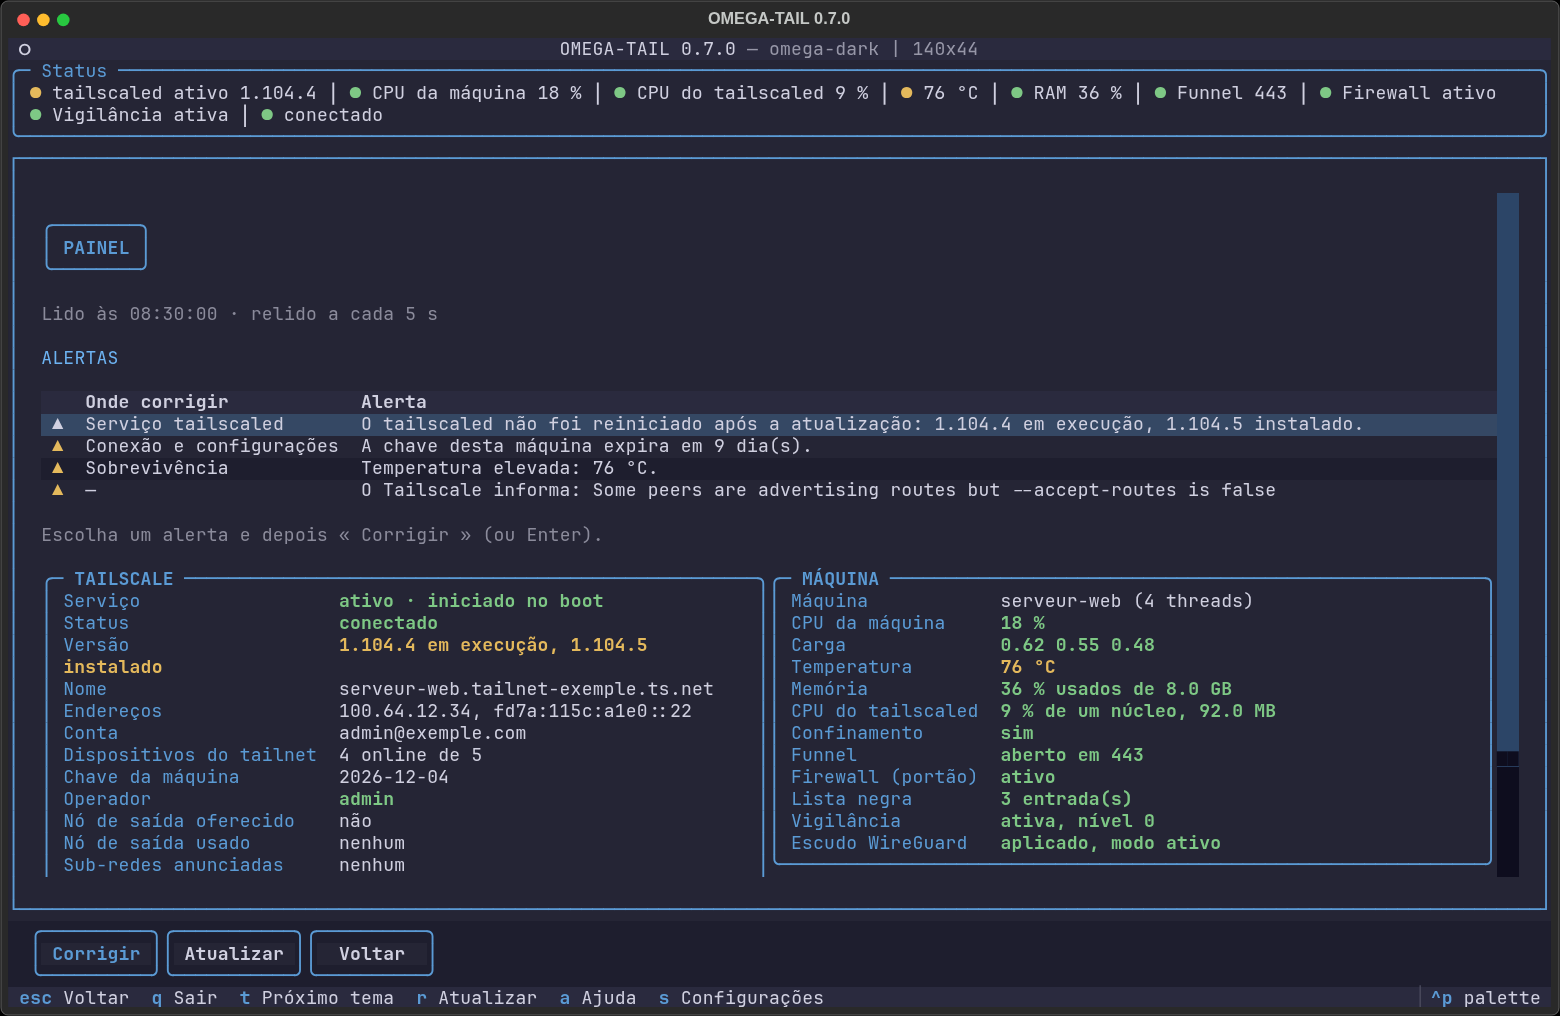 OMEGA-TAIL 0.7.0
OMEGA-TAIL 0.7.0 — omega-dark | 140x44
Status
tailscaled ativo 1.104.4 | CPU da máquina 18 % | CPU do tailscaled 9 % | 76 °C | RAM 36 % | Funnel 443 | Firewall ativo
Vigilância ativa | conectado
PAINEL
Lido às 08:30:00 · relido a cada 5 s
ALERTAS
Onde corrigir Alerta
▲ Serviço tailscaled O tailscaled não foi reiniciado após a atualização: 1.104.4 em execução, 1.104.5 instalado.
▲ Conexão e configurações A chave desta máquina expira em 9 dia(s).
▲ Sobrevivência Temperatura elevada: 76 °C.
▲ — O Tailscale informa: Some peers are advertising routes but --accept-routes is false
Escolha um alerta e depois « Corrigir » (ou Enter).
TAILSCALE
Serviço ativo · iniciado no boot
Status conectado
Versão 1.104.4 em execução, 1.104.5
instalado
Nome serveur-web.tailnet-exemple.ts.net
Endereços 100.64.12.34, fd7a:115c:a1e0::22
Conta admin@exemple.com
Dispositivos do tailnet 4 online de 5
Chave da máquina 2026-12-04
Operador admin
Nó de saída oferecido não
Nó de saída usado nenhum
Sub-redes anunciadas nenhum
MÁQUINA
Máquina serveur-web (4 threads)
CPU da máquina 18 %
Carga 0.62 0.55 0.48
Temperatura 76 °C
Memória 36 % usados de 8.0 GB
CPU do tailscaled 9 % de um núcleo, 92.0 MB
Confinamento sim
Funnel aberto em 443
Firewall (portão) ativo
Lista negra 3 entrada(s)
Vigilância ativa, nível 0
Escudo WireGuard aplicado, modo ativo
Corrigir Atualizar Voltar
esc Voltar q Sair t Próximo tema r Atualizar a Ajuda s Configurações ^p palette